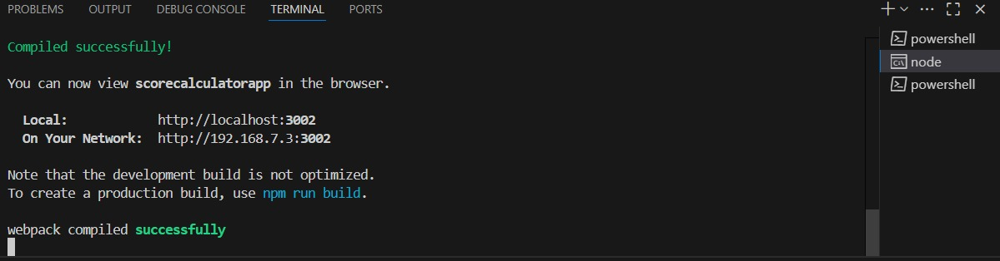 PROBLEMS OUTPUT DEBUG CONSOLE TERMINAL PORTS
Compiled successfully!
You can now view scorecalculatorapp in the browser.
Local: http://localhost:3002
On Your Network: http://192.168.7.3:3002
Note that the development build is not optimized.
To create a production build, use npm run build.
webpack compiled successfully
powershell
node
powershell